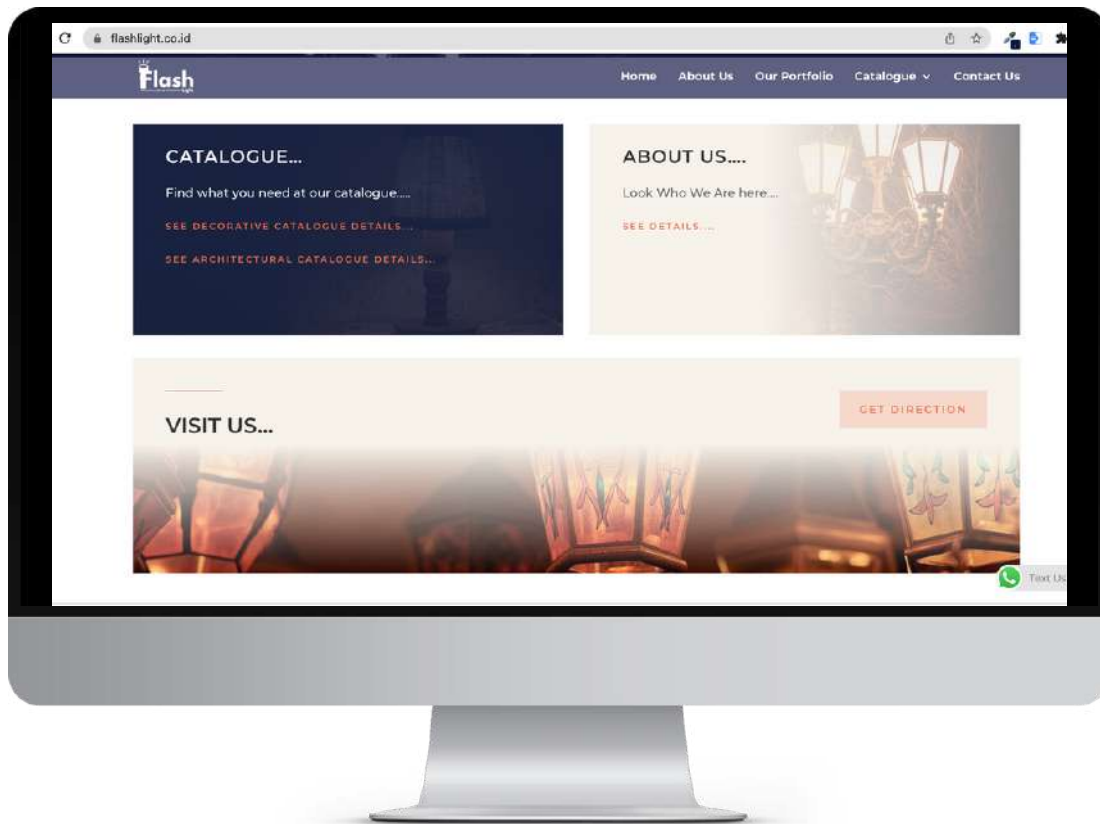 flashlight.co.id
Flash
Light
Home About Us Our Portfolio Catalogue Contact Us
CATALOGUE...
Find what you need at our catalogue....
SEE DECORATIVE CATALOGUE DETAILS...
SEE ARCHITECTURAL CATALOGUE DETAILS...
ABOUT US....
Look Who We Are here....
SEE DETAILS....
VISIT US...
GET DIRECTION
Text Us